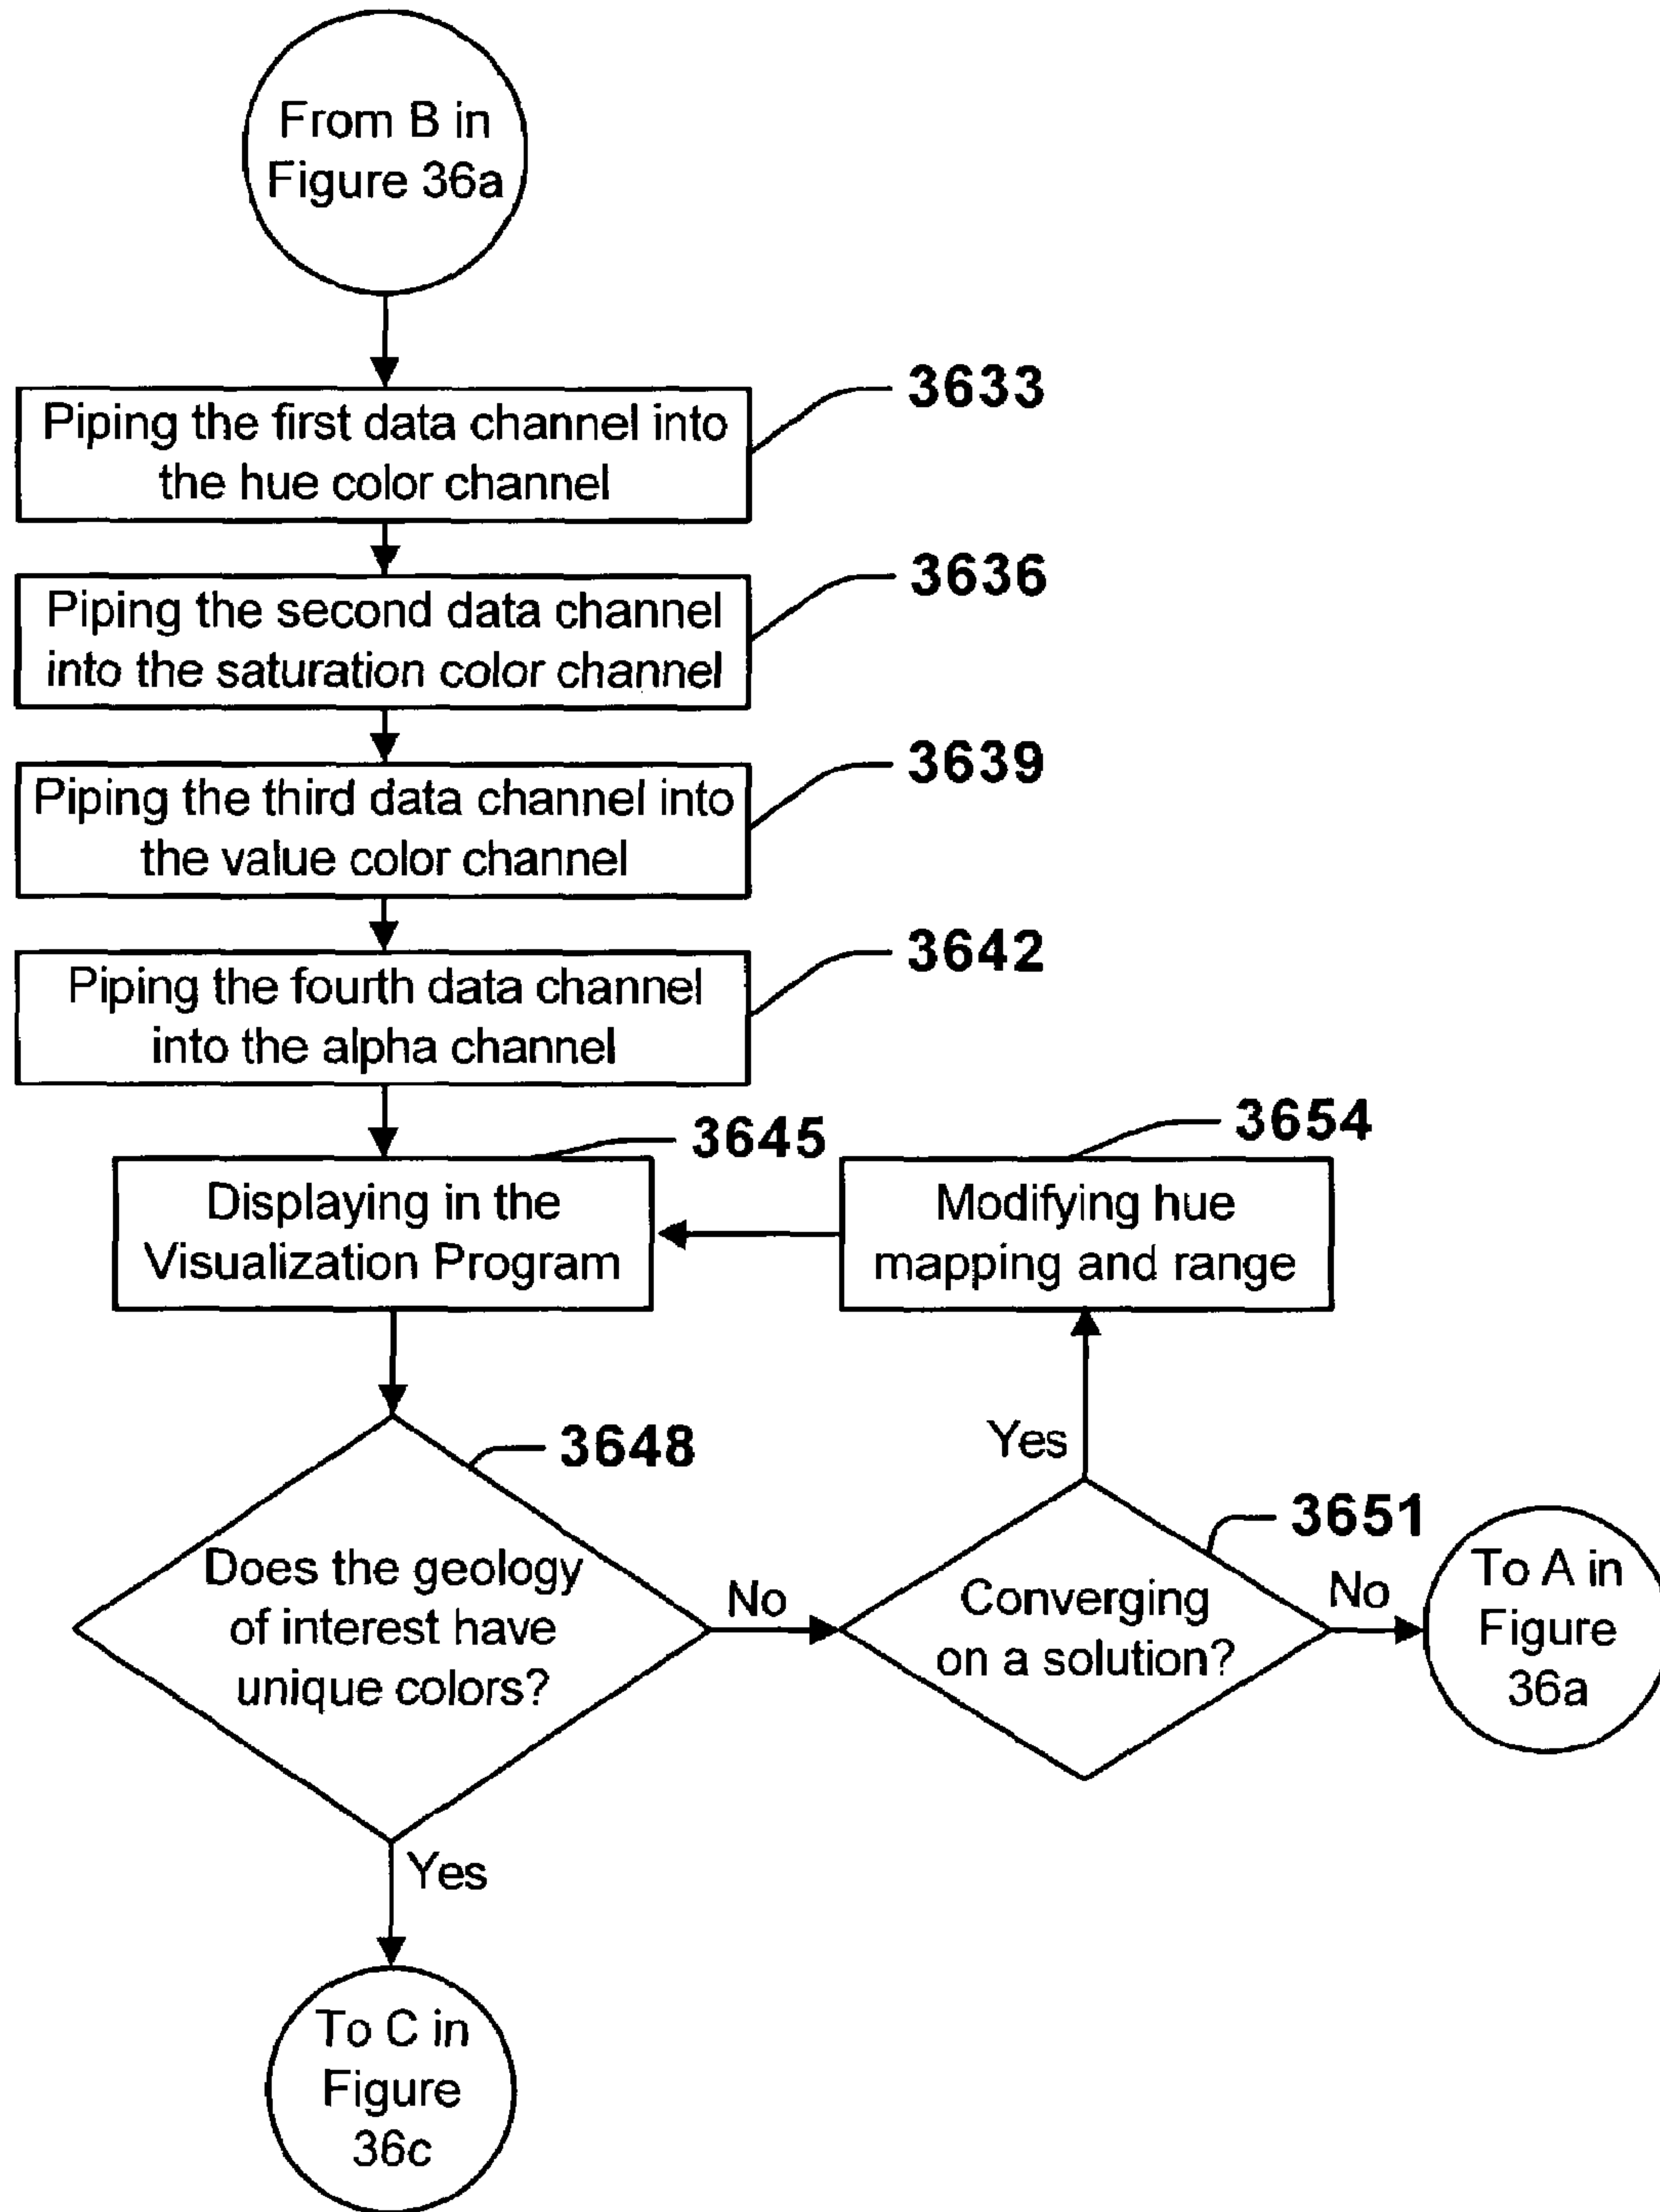 From B in
Figure 36a
Piping the first data channel into
the hue color channel
3633
Piping the second data channel
into the saturation color channel
3636
Piping the third data channel into
the value color channel
3639
Piping the fourth data channel
into the alpha channel
3642
Displaying in the
Visualization Program
3645
Modifying hue
mapping and range
3654
Does the geology
of interest have
unique colors?
3648
No
Yes
Converging
on a solution?
3651
Yes
No
To A in
Figure
36a
To C in
Figure
36c